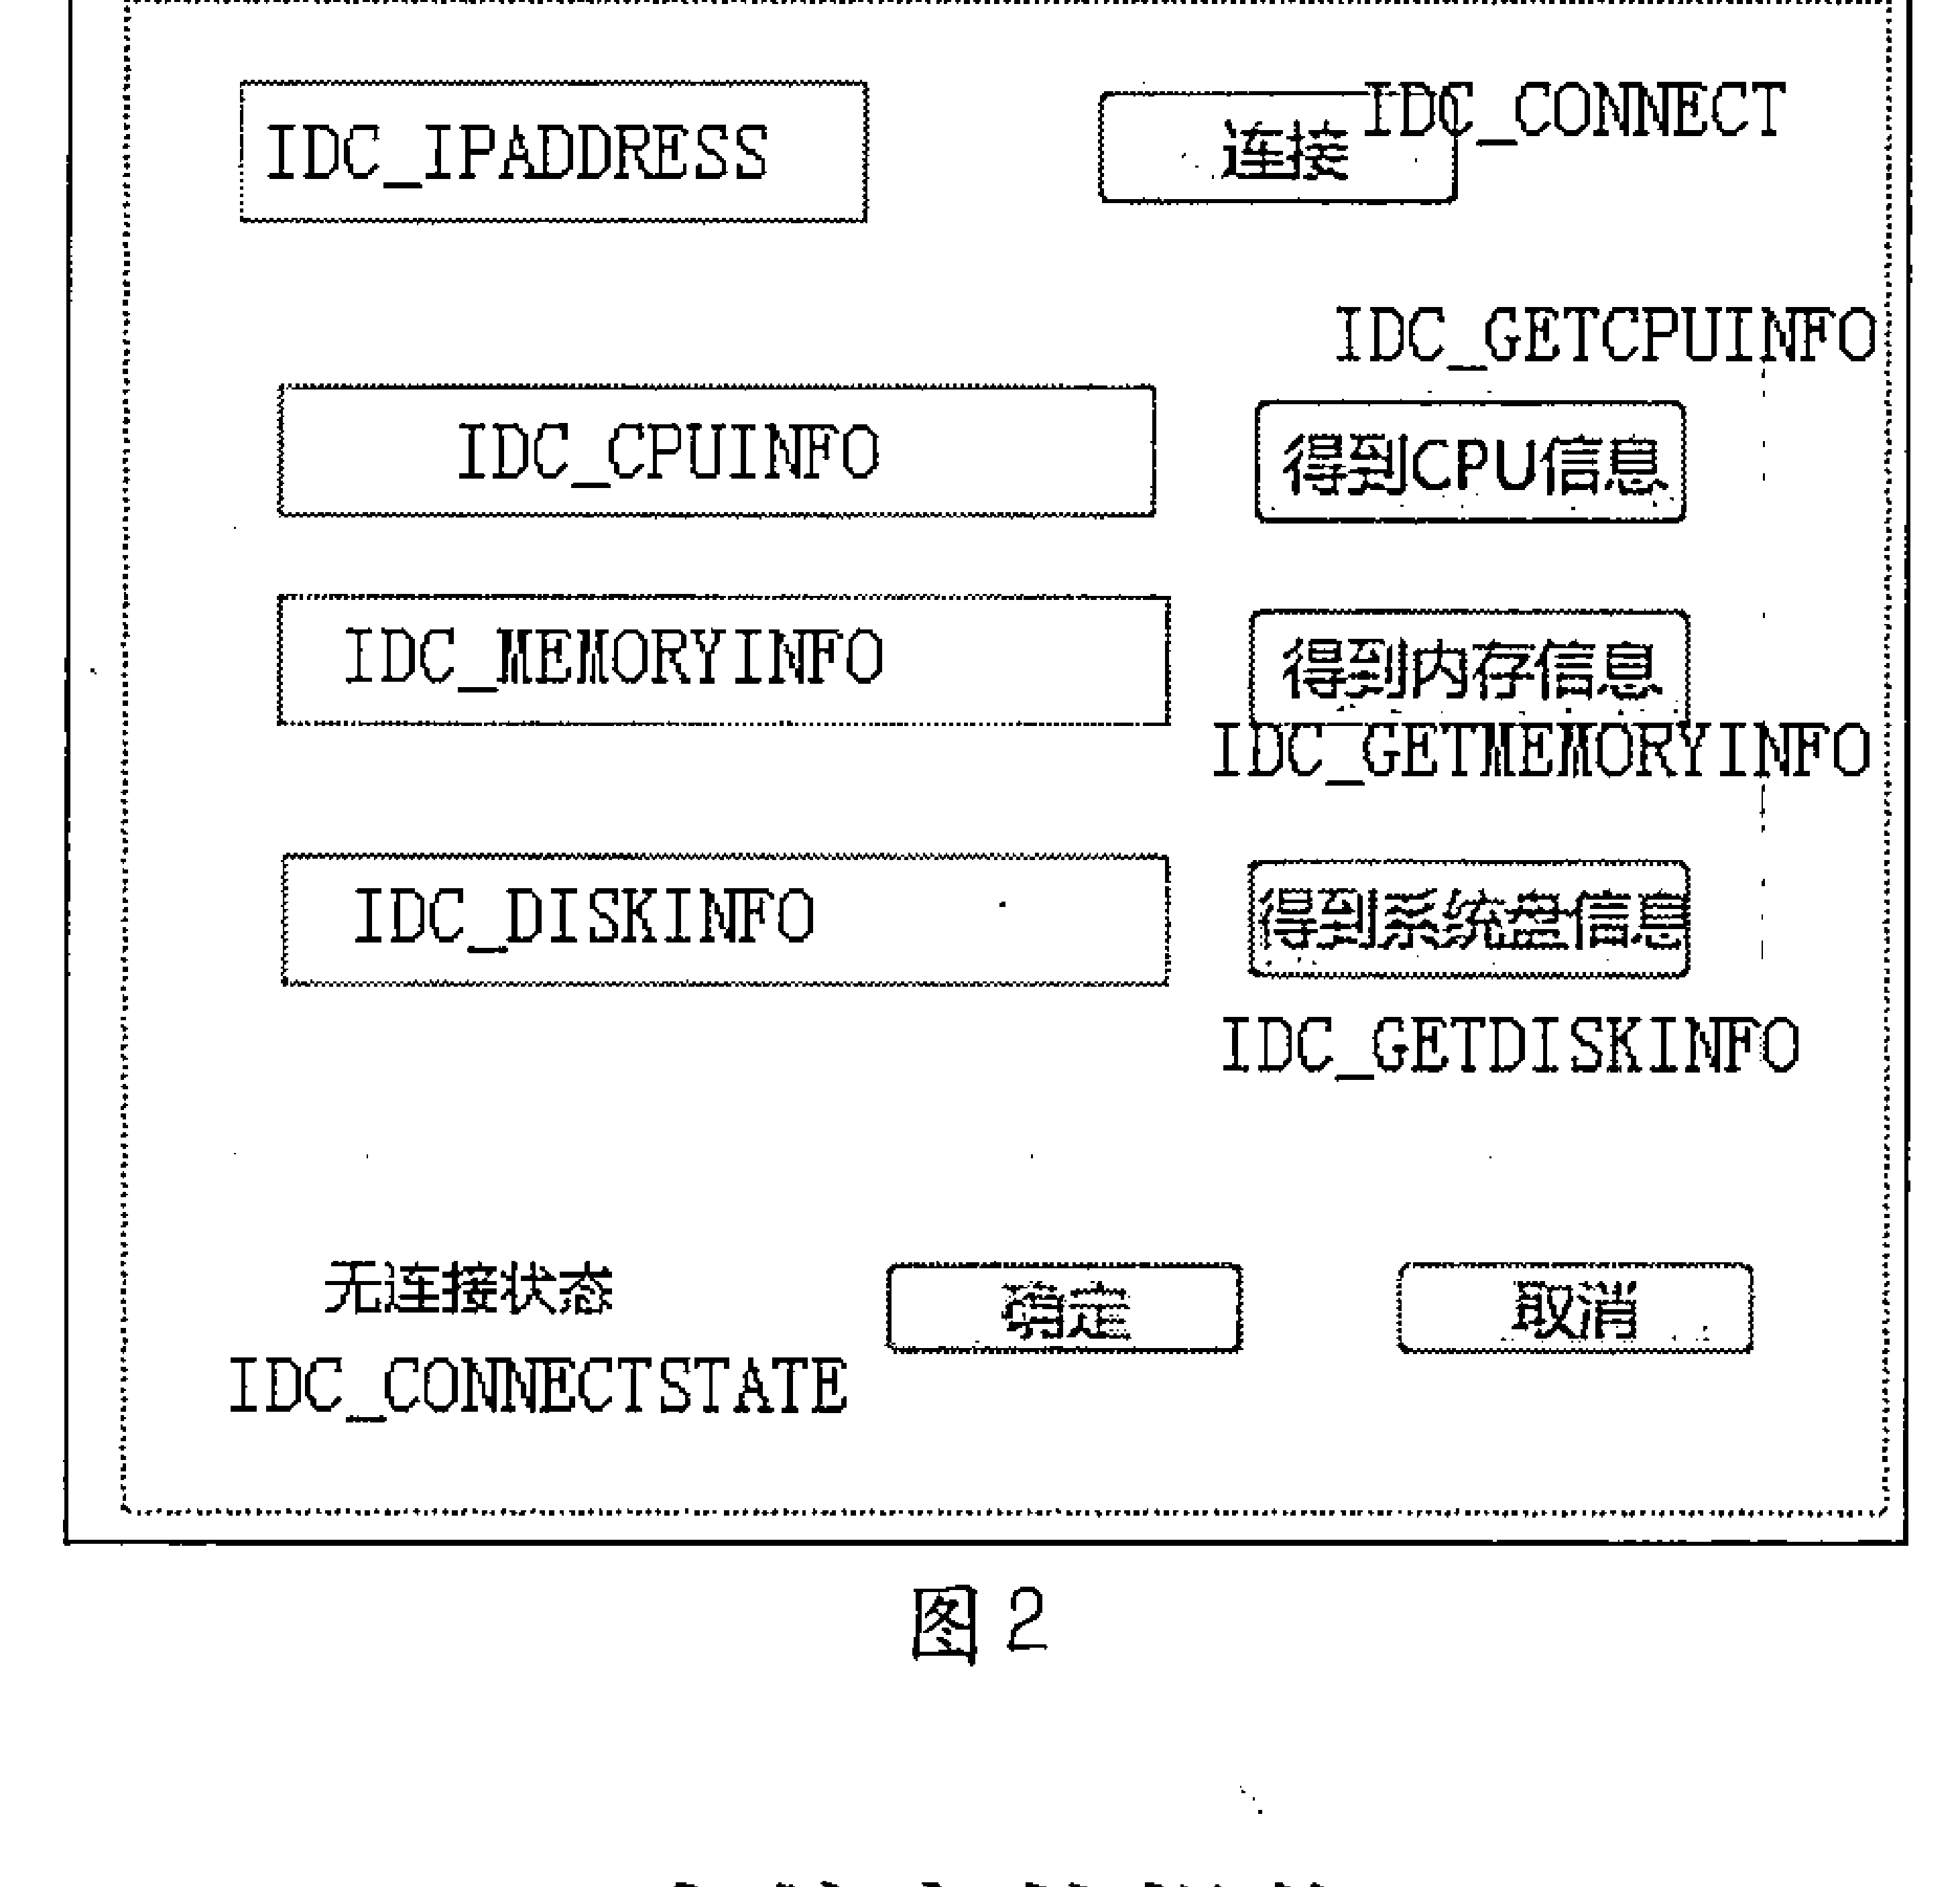 IDC_IPADDRESS
连接
IDC_CONNECT
IDC_GETCPUINFO
IDC_CPUINFO
得到CPU信息
IDC_MEMORYINFO
得到内存信息
IDC_GETMEMORYINFO
IDC_DISKINFO
得到系统盘信息
IDC_GETDISKINFO
无连接状态
确定
取消
IDC_CONNECTSTATE
图2